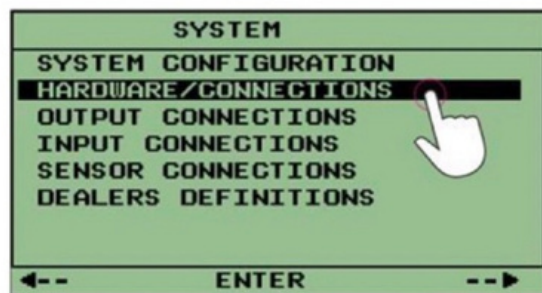 SYSTEM
SYSTEM CONFIGURATION
HARDWARE/CONNECTIONS
OUTPUT CONNECTIONS
INPUT CONNECTIONS
SENSOR CONNECTIONS
DEALERS DEFINITIONS
◄-- ENTER --►